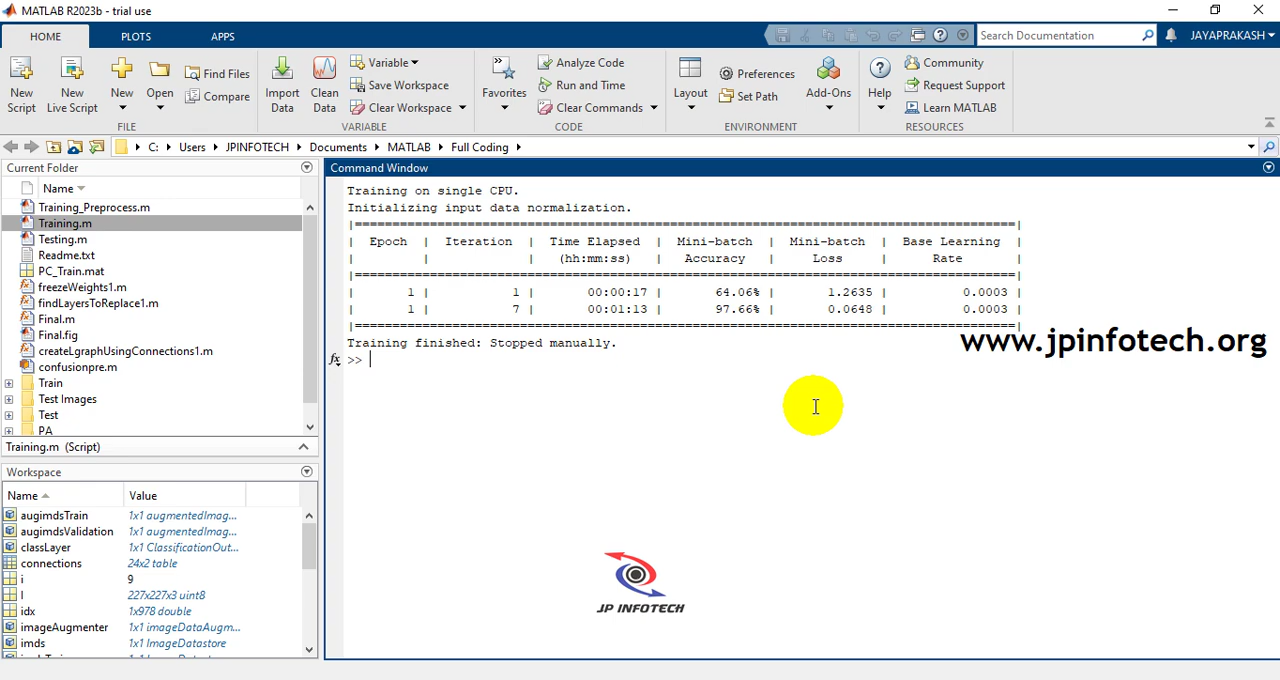 MATLAB R2023b - trial use
HOME PLOTS APPS Search Documentation JAYAPRAKASH
New Script New Live Script New Open Find Files Compare
Import Data Clean Data Variable Save Workspace Clear Workspace
Favorites Analyze Code Run and Time Clear Commands
Layout Preferences Set Path Add-Ons
Help Community Request Support Learn MATLAB
FILE VARIABLE CODE ENVIRONMENT RESOURCES
C: Users JPINFOTECH Documents MATLAB Full Coding
Current Folder
Name
Training_Preprocess.m
Training.m
Testing.m
Readme.txt
PC_Train.mat
freezeWeights1.m
findLayersToReplace1.m
Final.m
Final.fig
createLgraphUsingConnections1.m
confusionpre.m
Train
Test Images
Test
PA
Training.m (Script)
Workspace
Name Value
augimdsTrain 1x1 augmentedImag...
augimdsValidation 1x1 augmentedImag...
classLayer 1x1 ClassificationOut...
connections 24x2 table
i 9
I 227x227x3 uint8
idx 1x978 double
imageAugmenter 1x1 imageDataAugm...
imds 1x1 ImageDatastore
Command Window
Training on single CPU.
Initializing input data normalization.
|========================================================================================|
| Epoch | Iteration | Time Elapsed | Mini-batch | Mini-batch | Base Learning |
| | | (hh:mm:ss) | Accuracy | Loss | Rate |
|========================================================================================|
| 1 | 1 | 00:00:17 | 64.06% | 1.2635 | 0.0003 |
| 1 | 7 | 00:01:13 | 97.66% | 0.0648 | 0.0003 |
|========================================================================================|
Training finished: Stopped manually.
fx >>
www.jpinfotech.org
JP INFOTECH